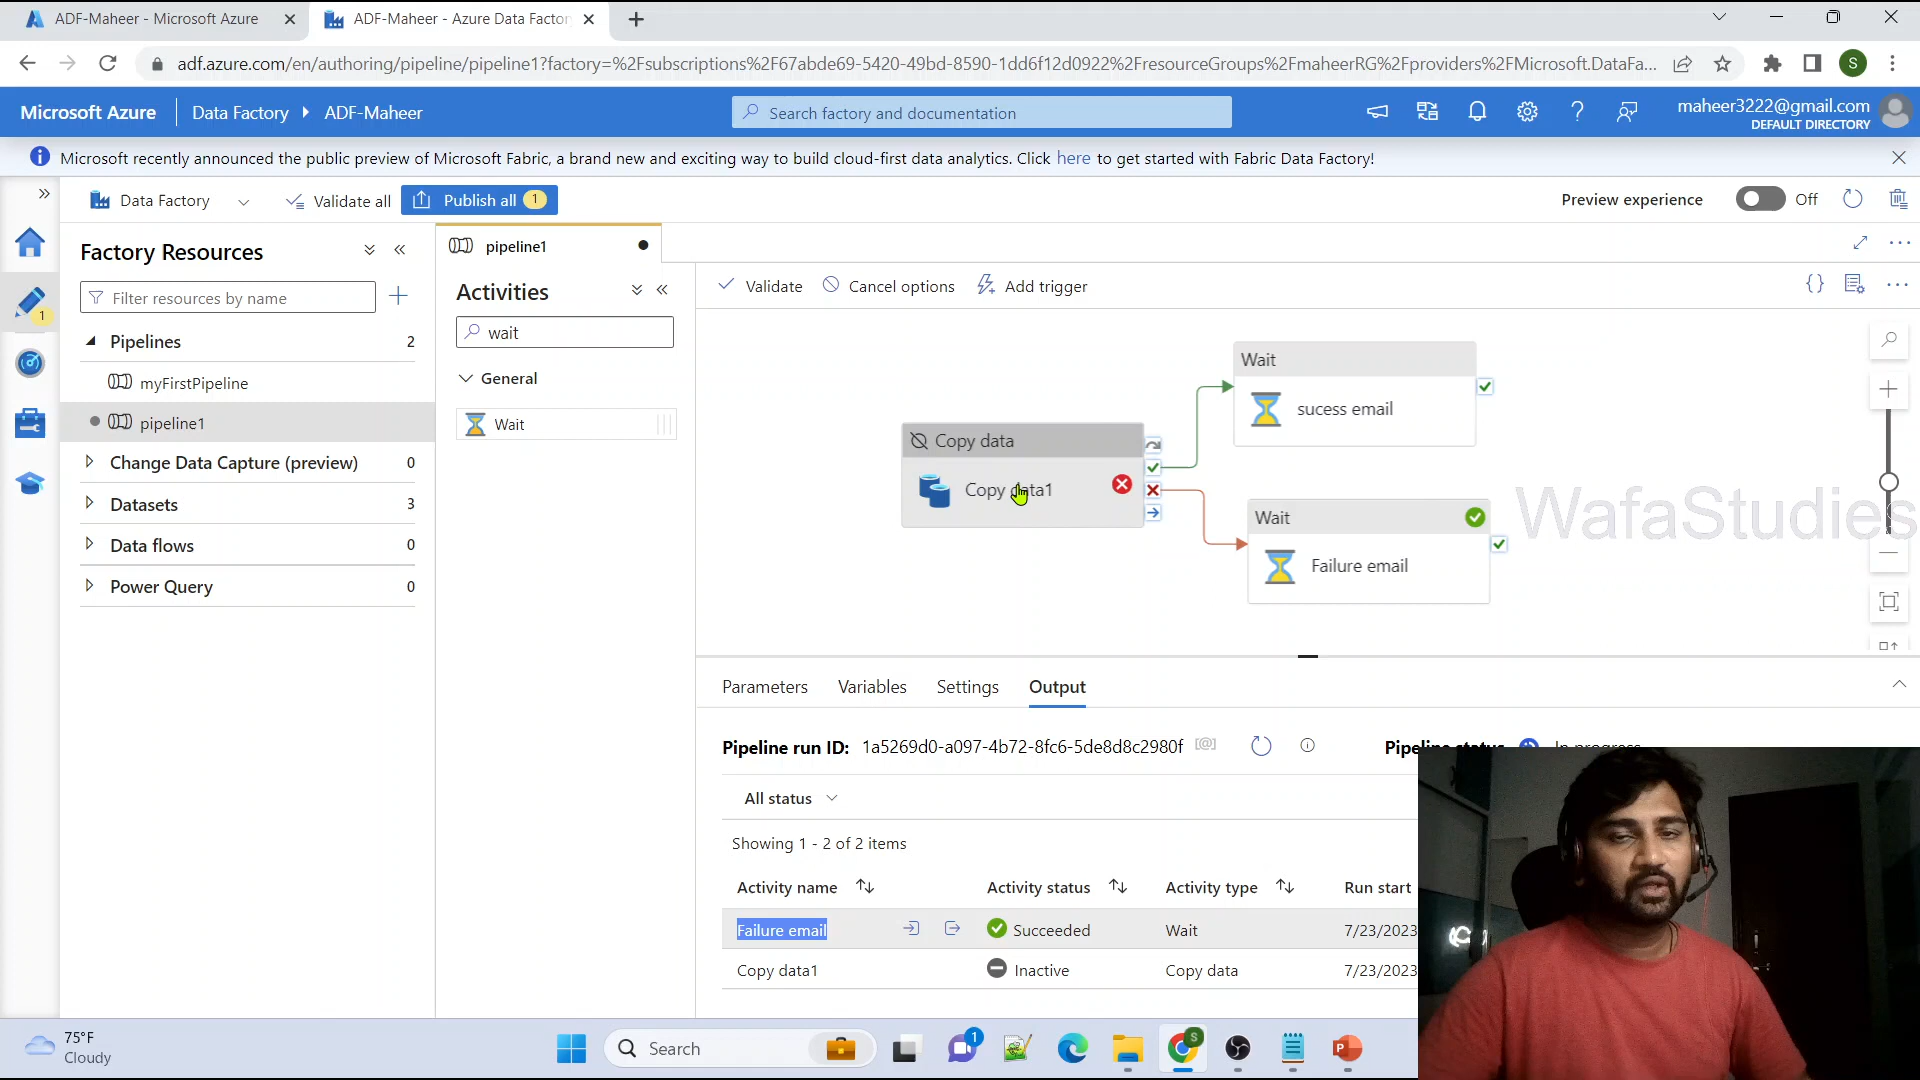 ADF-Maheer - Microsoft Azure
ADF-Maheer - Azure Data Factor
adf.azure.com/en/authoring/pipeline/pipeline1?factory=%2Fsubscriptions%2F67abde69-5420-49bd-8590-1dd6f12d0922%2FresourceGroups%2FmaheerRG%2Fproviders%2FMicrosoft.DataFa...
S
Microsoft Azure
Data Factory
ADF-Maheer
Search factory and documentation
maheer3222@gmail.com
DEFAULT DIRECTORY
Microsoft recently announced the public preview of Microsoft Fabric, a brand new and exciting way to build cloud-first data analytics. Click here to get started with Fabric Data Factory!
Data Factory
Validate all
Publish all 1
Preview experience
Off
Factory Resources
Filter resources by name
1
Pipelines 2
myFirstPipeline
pipeline1
Change Data Capture (preview) 0
Datasets 3
Data flows 0
Power Query 0
pipeline1
Activities
wait
General
Wait
Validate
Cancel options
Add trigger
Wait
sucess email
Copy data
Copy data1
Wait
Failure email
WafaStudies
Parameters
Variables
Settings
Output
Pipeline run ID: 1a5269d0-a097-4b72-8fc6-5de8d8c2980f
Pipeline status In progress
All status
Showing 1 - 2 of 2 items
Activity name
Activity status
Activity type
Run start
Failure email
Succeeded
Wait
7/23/2023
Copy data1
Inactive
Copy data
7/23/2023
75°F
Cloudy
Search
1
S